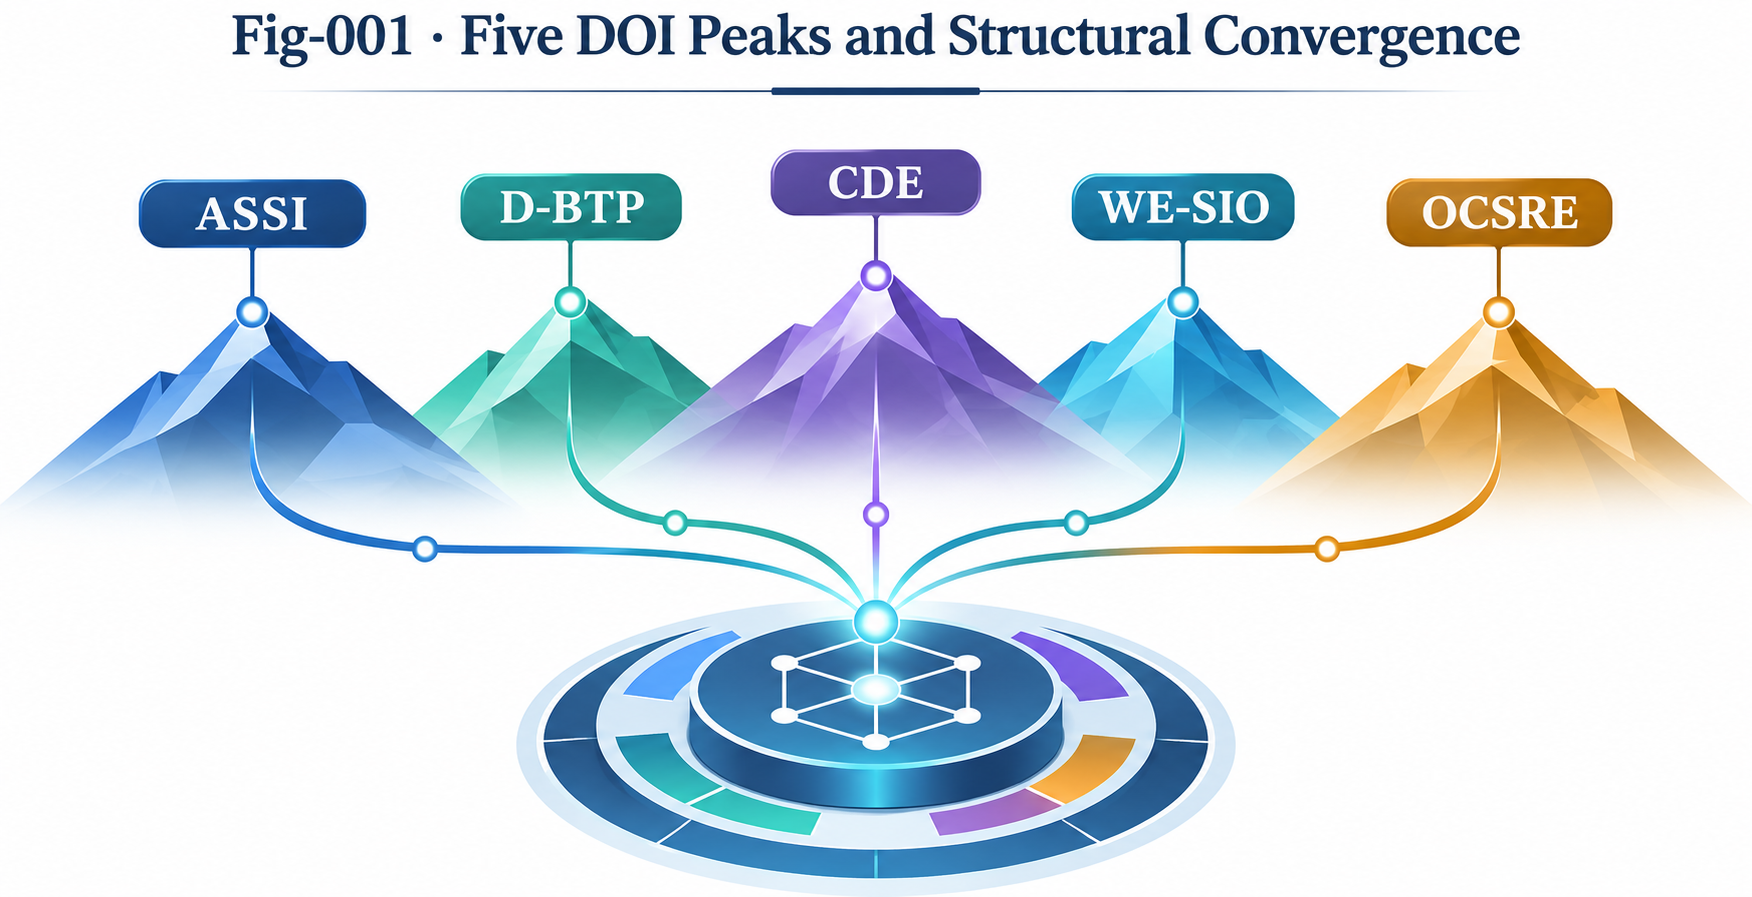 Fig-001 · Five DOI Peaks and Structural Convergence
ASSI
D-BTP
CDE
WE-SIO
OCSRE